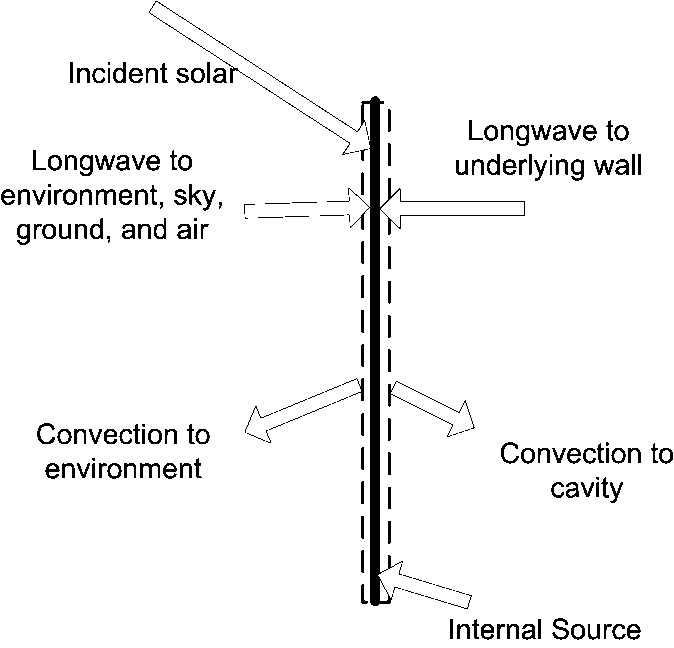 Incident solar
Longwave to
underlying wall
Longwave to
environment, sky,
ground, and air
Convection to
environment
Convection to
cavity
Internal Source